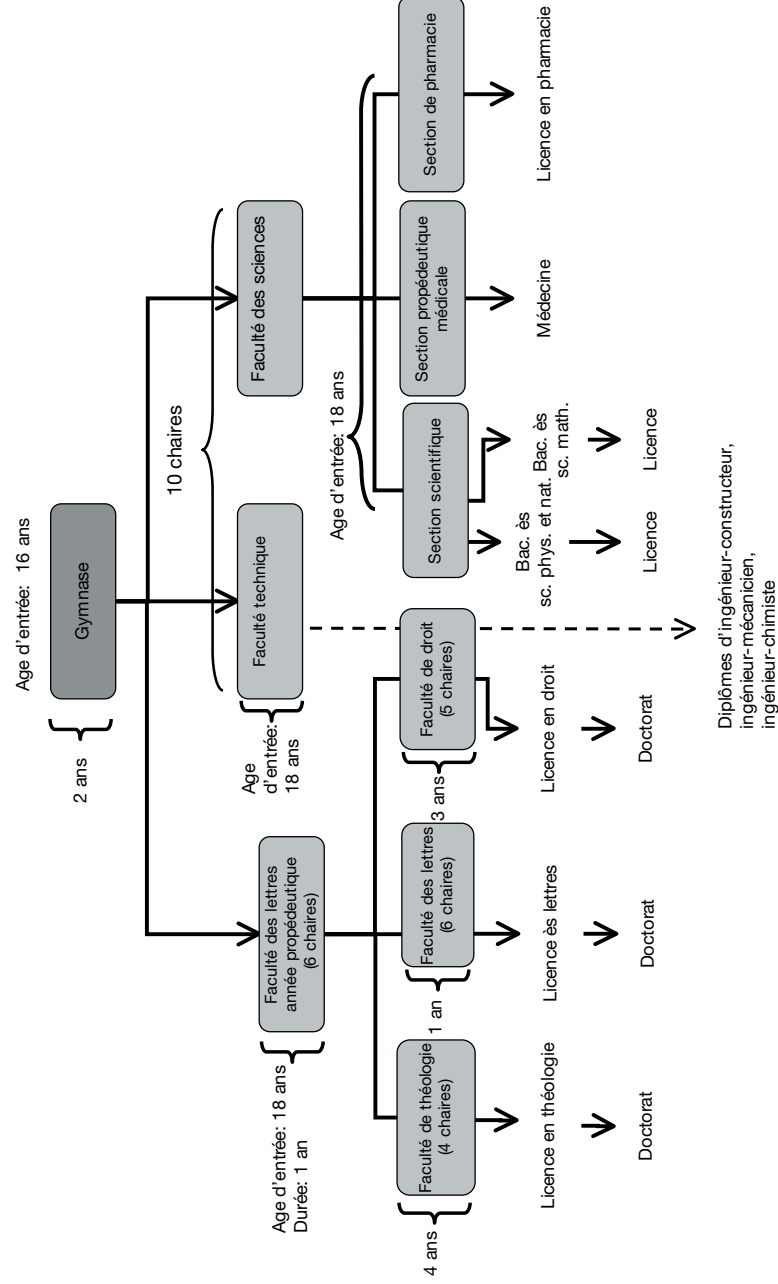 Age d'entrée: 16 ans
Gymnase
2 ans
10 chaires
Faculté des lettres
année propédeutique
(6 chaires)
Age d'entrée: 18 ans
Durée: 1 an
Faculté technique
Age
d'entrée:
18 ans
Faculté des sciences
Age d'entrée: 18 ans
Faculté de théologie
(4 chaires)
4 ans
Faculté des lettres
(6 chaires)
1 an
Faculté de droit
(5 chaires)
3 ans
Section scientifique
Section propédeutique
médicale
Section de pharmacie
Licence en théologie
Licence ès lettres
Licence en droit
Bac. ès
sc. phys. et nat.
Bac. ès
sc. math.
Médecine
Licence en pharmacie
Doctorat
Doctorat
Doctorat
Licence
Licence
Diplômes d'ingénieur-constructeur,
ingénieur-mécanicien,
ingénieur-chimiste